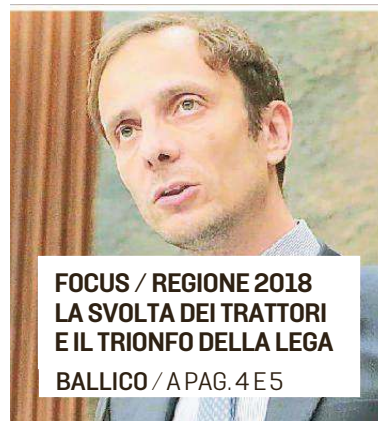 FOCUS / REGIONE 2018
LA SVOLTA DEI TRATTORI
E IL TRIONFO DELLA LEGA
BALLICO / A PAG. 4 E 5